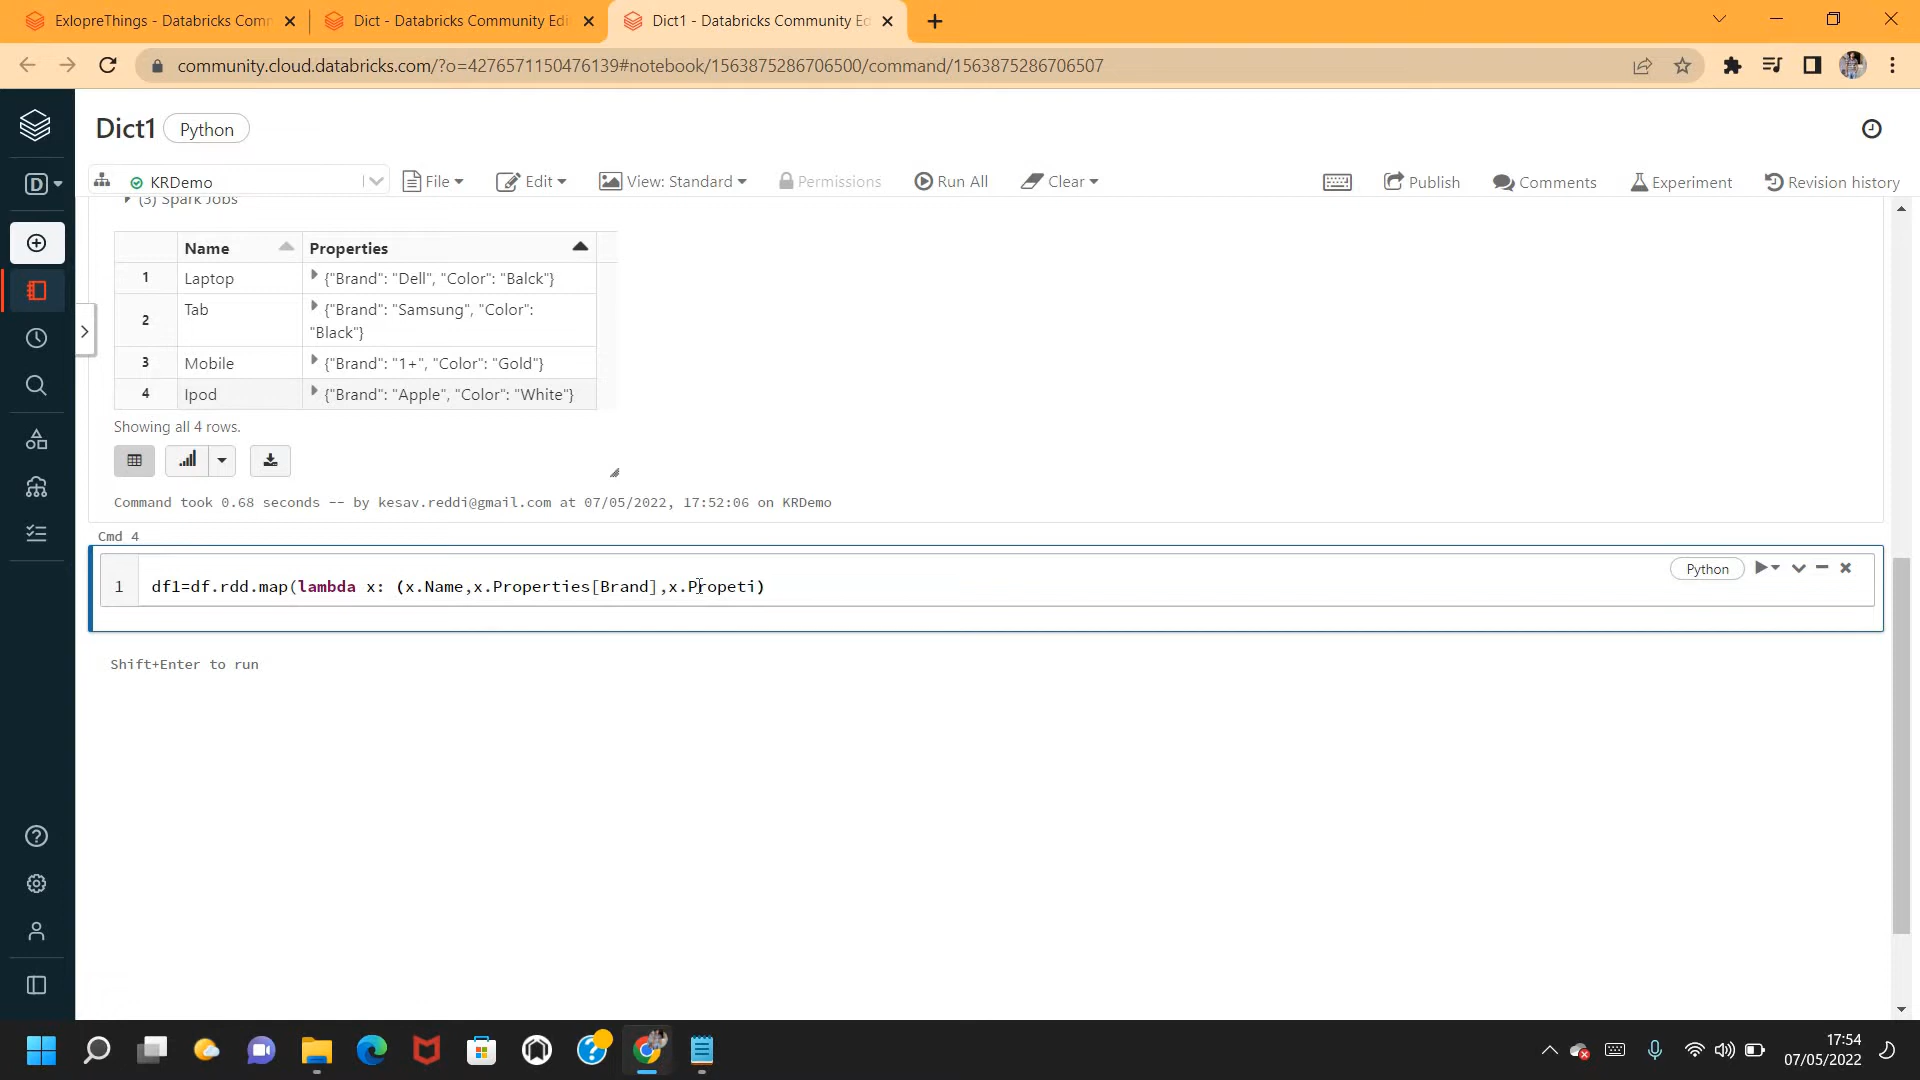 ExlopreThings - Databricks Comm
Dict - Databricks Community Edi
Dict1 - Databricks Community Ed
community.cloud.databricks.com/?o=4276571150476139#notebook/1563875286706500/command/1563875286706507
Dict1 Python
KRDemo File Edit View: Standard Permissions Run All Clear Publish Comments Experiment Revision history
D
(3) Spark Jobs
Name Properties
1 Laptop {"Brand": "Dell", "Color": "Balck"}
2 Tab {"Brand": "Samsung", "Color":
"Black"}
3 Mobile {"Brand": "1+", "Color": "Gold"}
4 Ipod {"Brand": "Apple", "Color": "White"}
Showing all 4 rows.
Command took 0.68 seconds -- by kesav.reddi@gmail.com at 07/05/2022, 17:52:06 on KRDemo
Cmd 4
Python
1 df1=df.rdd.map(lambda x: (x.Name,x.Properties[Brand],x.Propeti)
Shift+Enter to run
17:54
07/05/2022